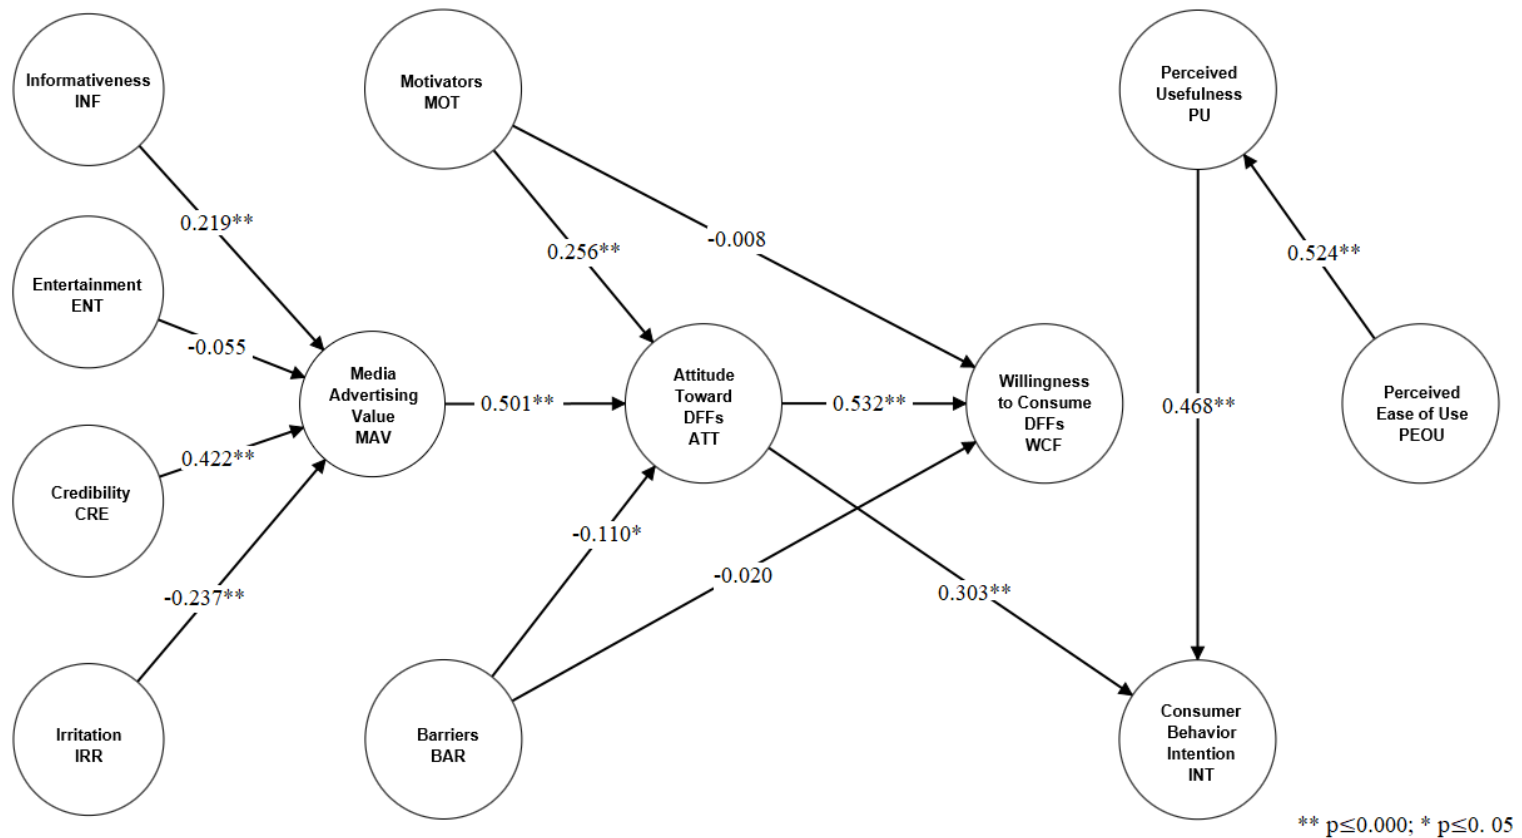 Informativeness
INF
Motivators
MOT
Perceived
Usefulness
PU
0.219**
0.256**
-0.008
0.524**
Entertainment
ENT
-0.055
Media
Advertising
Value
MAV
0.501**
Attitude
Toward
DFFs
ATT
0.532**
Willingness
to Consume
DFFs
WCF
0.468**
Perceived
Ease of Use
PEOU
0.422**
Credibility
CRE
-0.237**
-0.110*
-0.020
0.303**
Irritation
IRR
Barriers
BAR
Consumer
Behavior
Intention
INT
** p≤0.000; * p≤0. 05